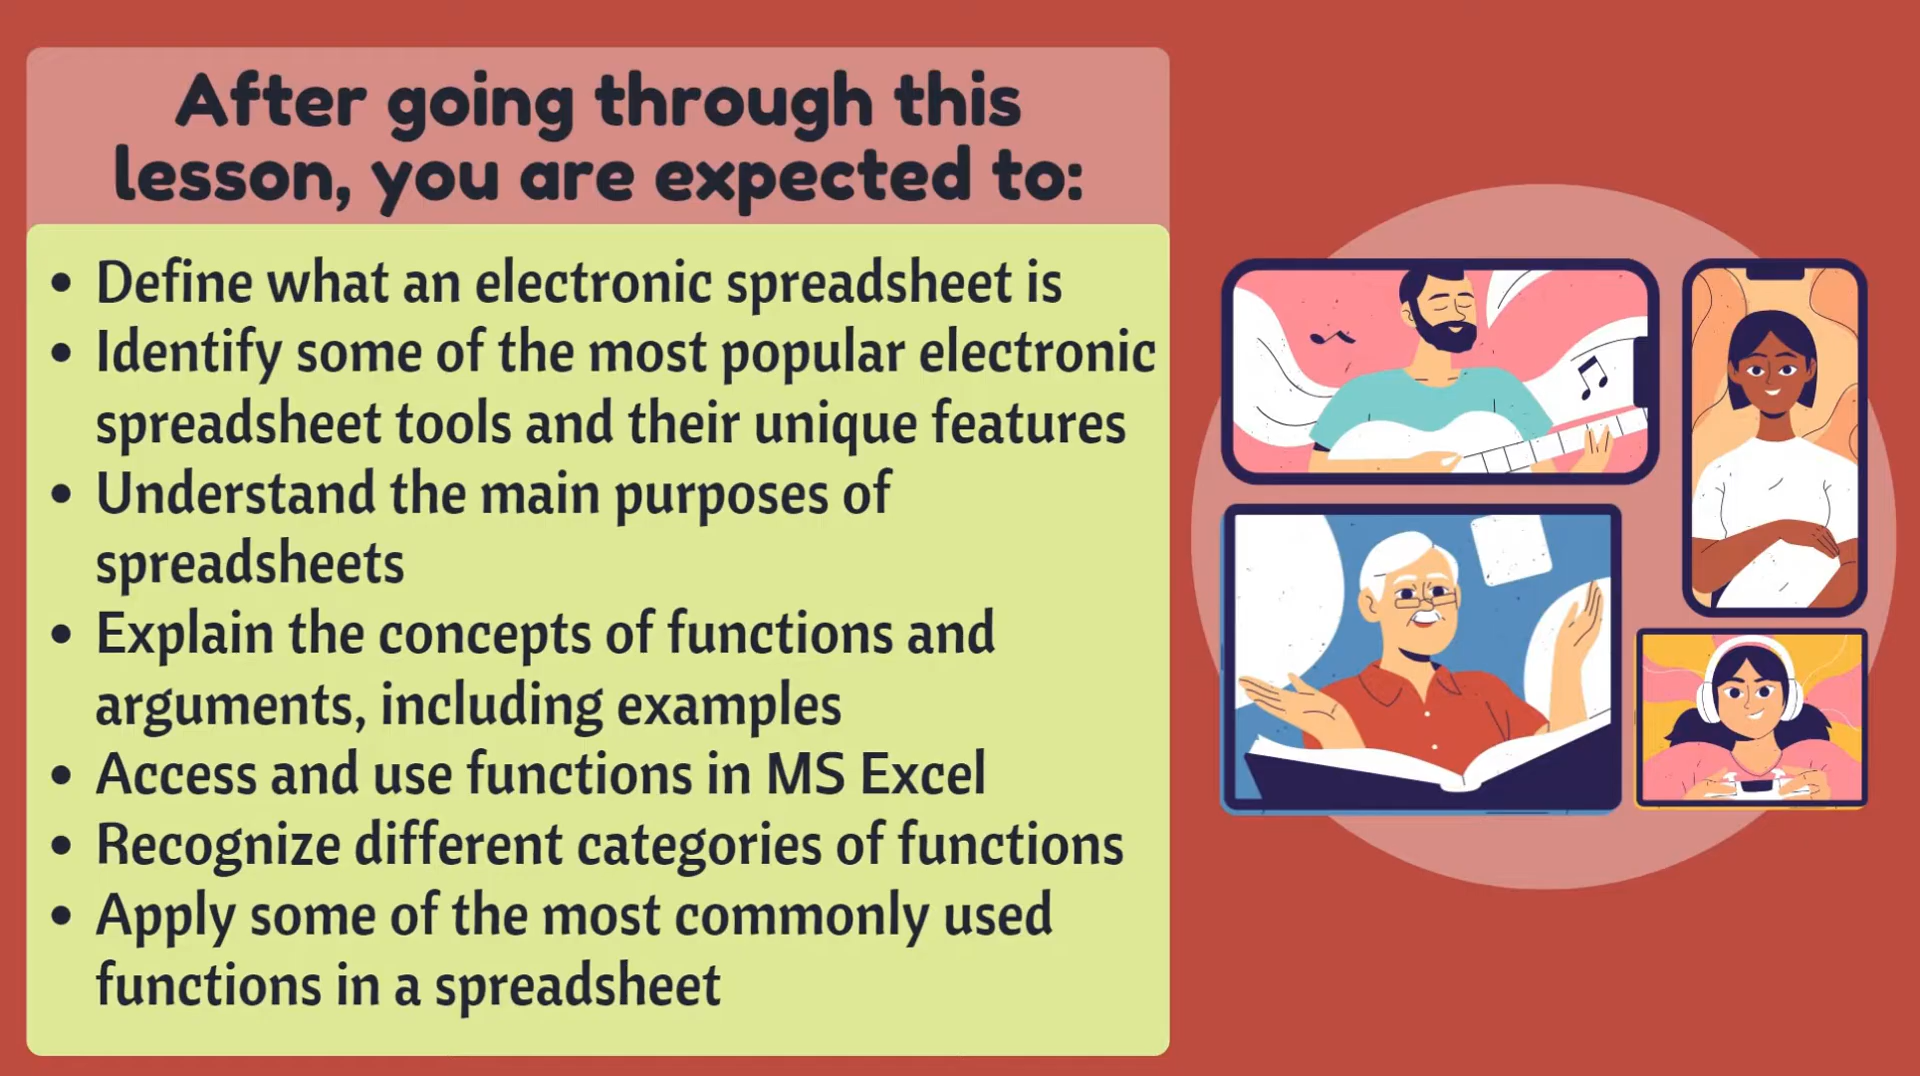 After going through this
lesson, you are expected to:
• Define what an electronic spreadsheet is
• Identify some of the most popular electronic
spreadsheet tools and their unique features
• Understand the main purposes of
spreadsheets
• Explain the concepts of functions and
arguments, including examples
• Access and use functions in MS Excel
• Recognize different categories of functions
• Apply some of the most commonly used
functions in a spreadsheet